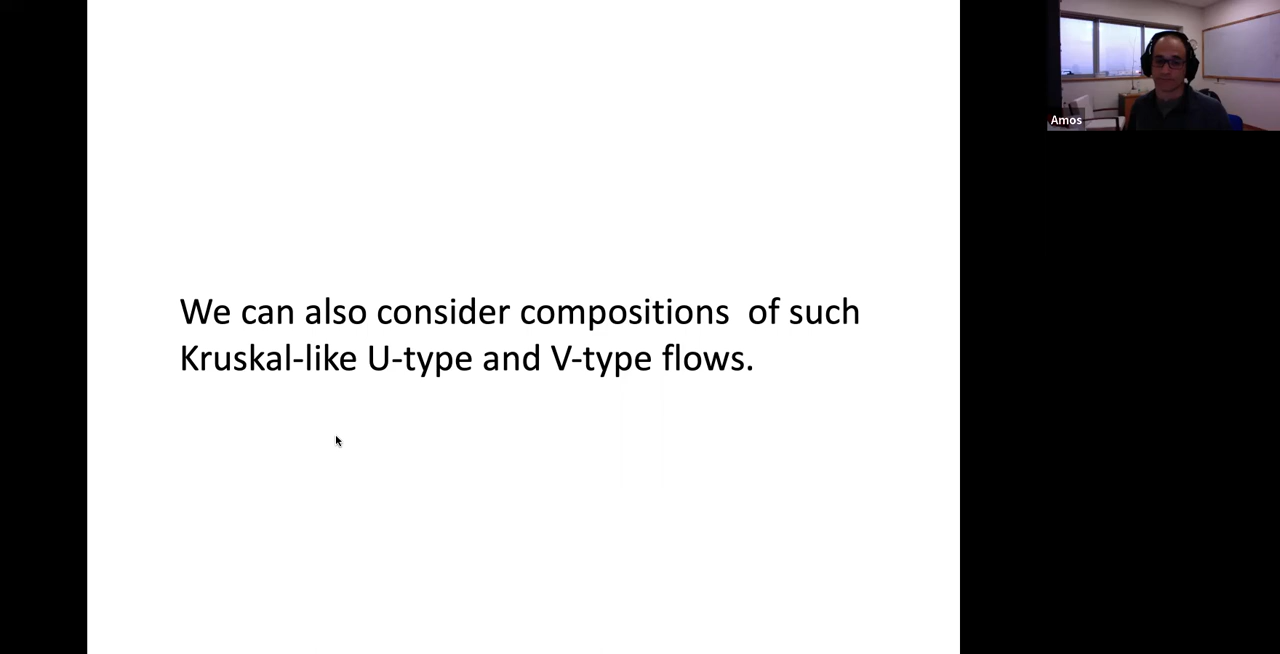 We can also consider compositions  of such
Kruskal-like U-type and V-type flows.
Amos